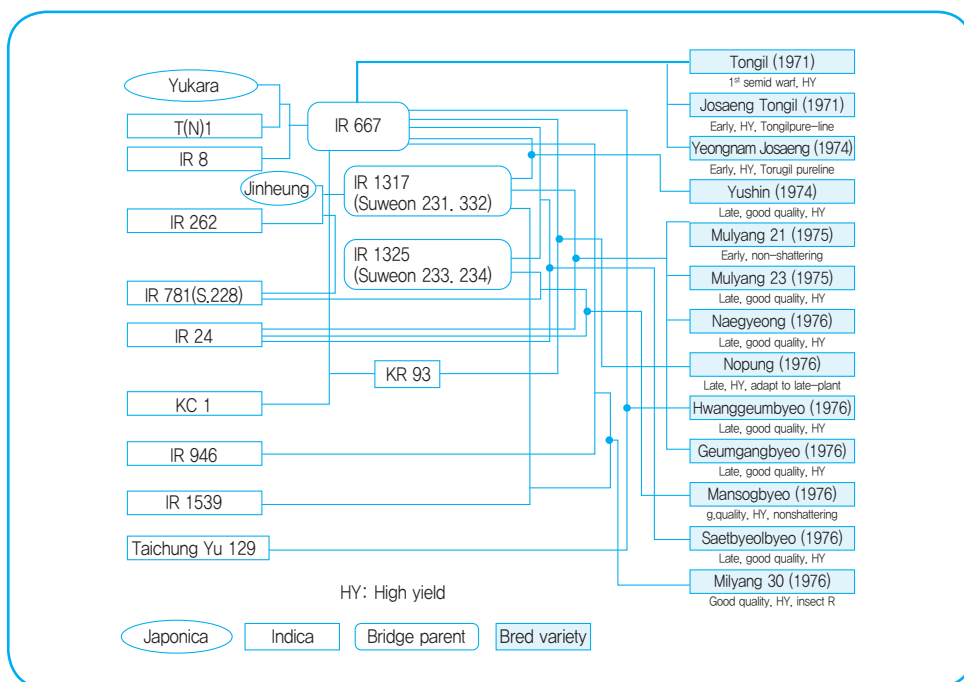 Yukara
T(N)1
IR 8
Jinheung
IR 262
IR 781(S.228)
IR 24
KC 1
IR 946
IR 1539
Taichung Yu 129
IR 667
IR 1317
(Suweon 231. 332)
IR 1325
(Suweon 233. 234)
KR 93
Tongil (1971)
1st semid warf, HY
Josaeng Tongil (1971)
Early, HY, Tongilpure-line
Yeongnam Josaeng (1974)
Early, HY, Torugil pureline
Yushin (1974)
Late, good quality, HY
Mulyang 21 (1975)
Early, non-shattering
Mulyang 23 (1975)
Late, good quality, HY
Naegyeong (1976)
Late, good quality, HY
Nopung (1976)
Late, HY, adapt to late-plant
Hwanggeumbyeo (1976)
Late, good quality, HY
Geumgangbyeo (1976)
Late, good quality, HY
Mansogbyeo (1976)
g.quality, HY, nonshattering
Saetbyeolbyeo (1976)
Late, good quality, HY
Milyang 30 (1976)
Good quality, HY, insect R
HY: High yield
Japonica
Indica
Bridge parent
Bred variety